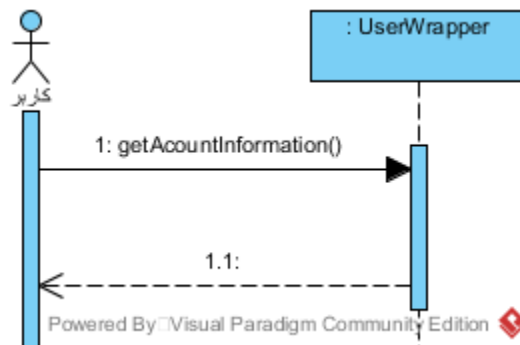 : UserWrapper
کاربر
1: getAcountInformation()
1.1:
Powered By Visual Paradigm Community Edition